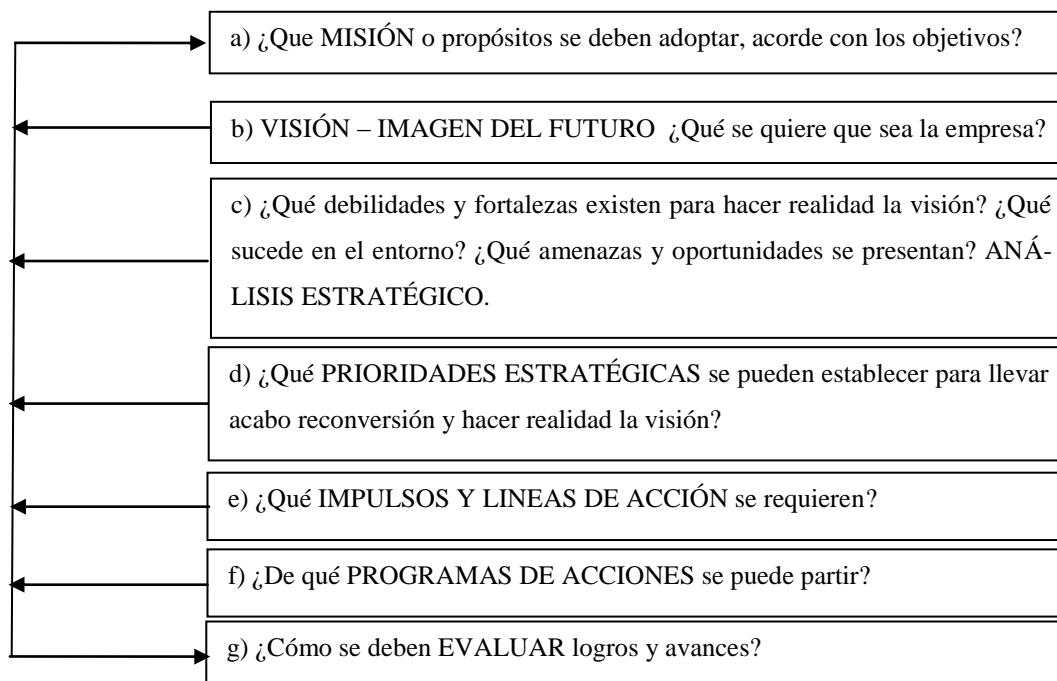 a) ¿Que MISIÓN o propósitos se deben adoptar, acorde con los objetivos?
b) VISIÓN – IMAGEN DEL FUTURO ¿Qué se quiere que sea la empresa?
c) ¿Qué debilidades y fortalezas existen para hacer realidad la visión? ¿Qué
sucede en el entorno? ¿Qué amenazas y oportunidades se presentan? ANÁ-
LISIS ESTRATÉGICO.
d) ¿Qué PRIORIDADES ESTRATÉGICAS se pueden establecer para llevar
acabo reconversión y hacer realidad la visión?
e) ¿Qué IMPULSOS Y LINEAS DE ACCIÓN se requieren?
f) ¿De qué PROGRAMAS DE ACCIONES se puede partir?
g) ¿Cómo se deben EVALUAR logros y avances?